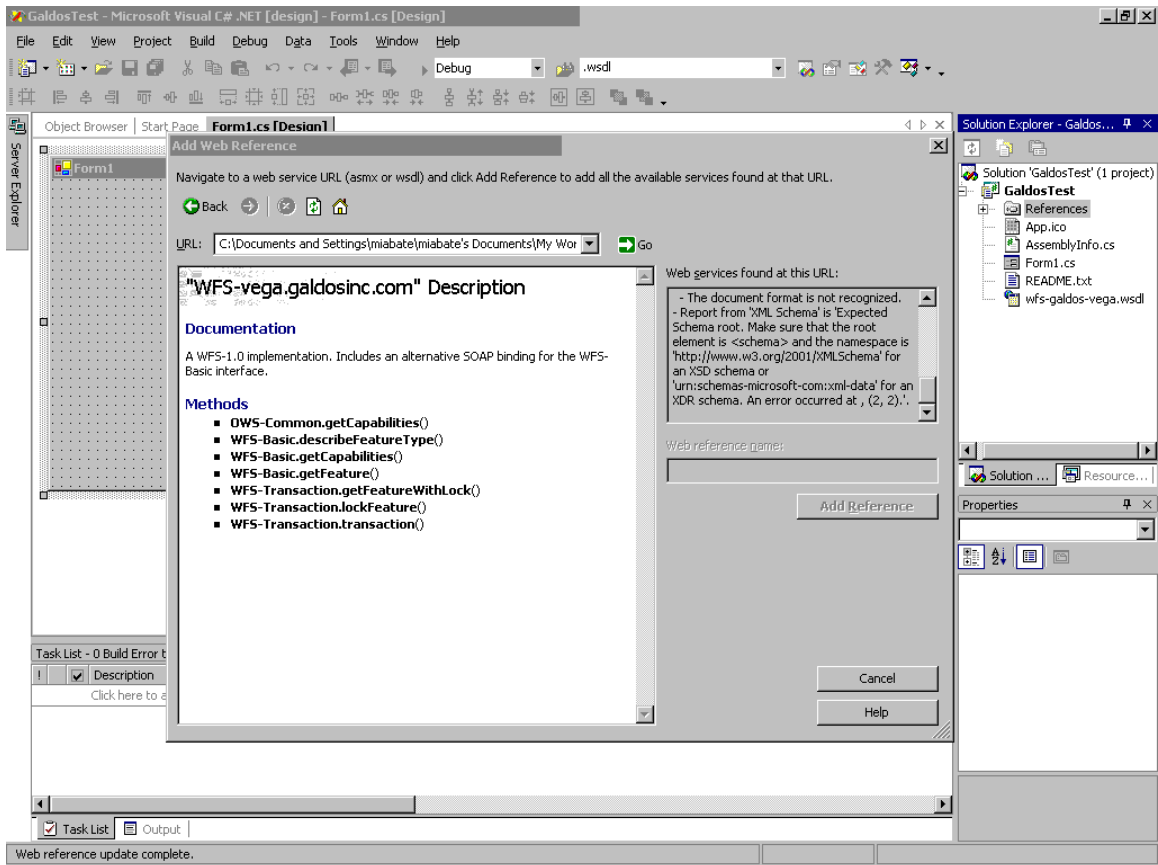 GaldosTest - Microsoft Visual C# .NET [design] - Form1.cs [Design]
File Edit View Project Build Debug Data Tools Window Help
Debug .wsdl
Object Browser Start Page Form1.cs [Design]
Server Explorer
Form1
Add Web Reference
Navigate to a web service URL (asmx or wsdl) and click Add Reference to add all the available services found at that URL.
Back
URL: C:\Documents and Settings\miabate\miabate's Documents\My Wor Go
"WFS-vega.galdosinc.com" Description
Documentation
A WFS-1.0 implementation. Includes an alternative SOAP binding for the WFS-
Basic interface.
Methods
OWS-Common.getCapabilities()
WFS-Basic.describeFeatureType()
WFS-Basic.getCapabilities()
WFS-Basic.getFeature()
WFS-Transaction.getFeatureWithLock()
WFS-Transaction.lockFeature()
WFS-Transaction.transaction()
Web services found at this URL:
- The document format is not recognized.
- Report from 'XML Schema' is 'Expected
Schema root. Make sure that the root
element is <schema> and the namespace is
'http://www.w3.org/2001/XMLSchema' for
an XSD schema or
'urn:schemas-microsoft-com:xml-data' for an
XDR schema. An error occurred at , (2, 2).'.
Web reference name:
Add Reference
Cancel
Help
Solution Explorer - Galdos...
Solution 'GaldosTest' (1 project)
GaldosTest
References
App.ico
AssemblyInfo.cs
Form1.cs
README.txt
wfs-galdos-vega.wsdl
Solution ... Resource...
Properties
Task List - 0 Build Error t
! Description
Click here to a
Task List Output
Web reference update complete.